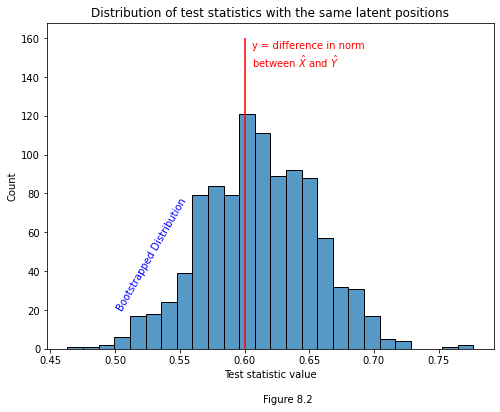 Distribution of test statistics with the same latent positions
160
140
120
100
80
60
40
20
0
Count
y = difference in norm
between X̂ and Ŷ
Bootstrapped Distribution
0.45 0.50 0.55 0.60 0.65 0.70 0.75
Test statistic value
Figure 8.2